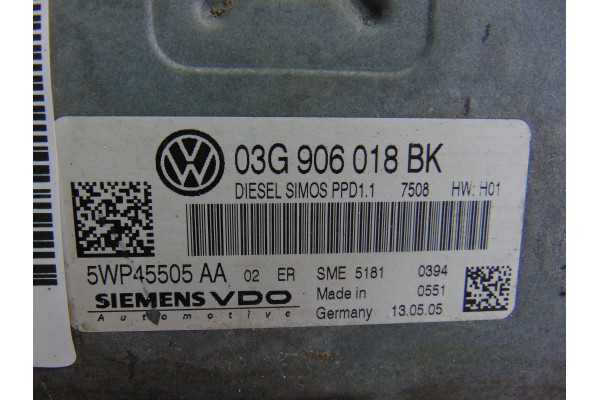 03G 906 018 BK
DIESEL SIMOS PPD1.1 7508 HW: H01
5WP45505 AA 02 ER SME 5181 0394
SIEMENS VDO Made in 0551
Automotive Germany 13.05.05